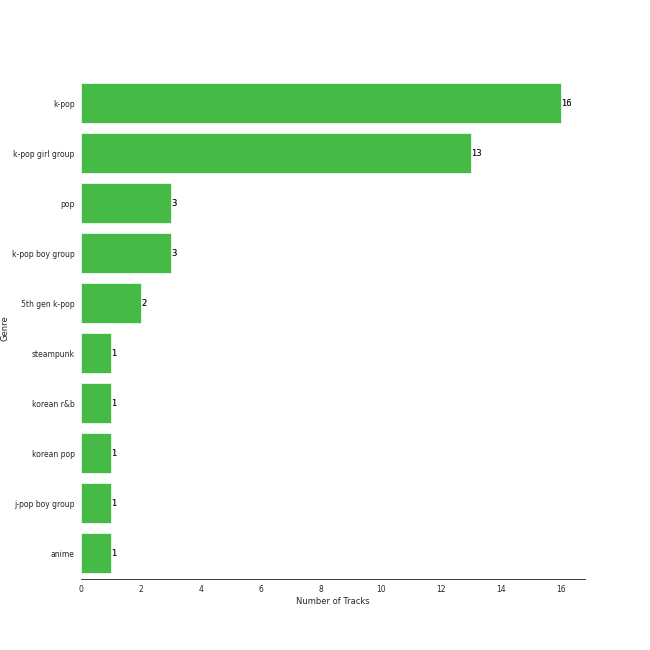 k-pop 16
k-pop girl group 13
pop 3
k-pop boy group 3
5th gen k-pop 2
Genre
steampunk 1
korean r&b 1
korean pop 1
j-pop boy group 1
anime 1
0 2 4 6 8 10 12 14 16
Number of Tracks